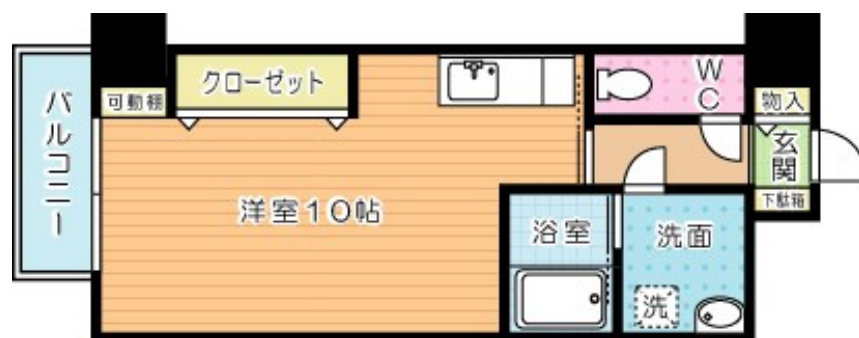 バルコニー
可動棚
クローゼット
WC
物入
玄関
下駄箱
洋室10帖
浴室
洗面
洗